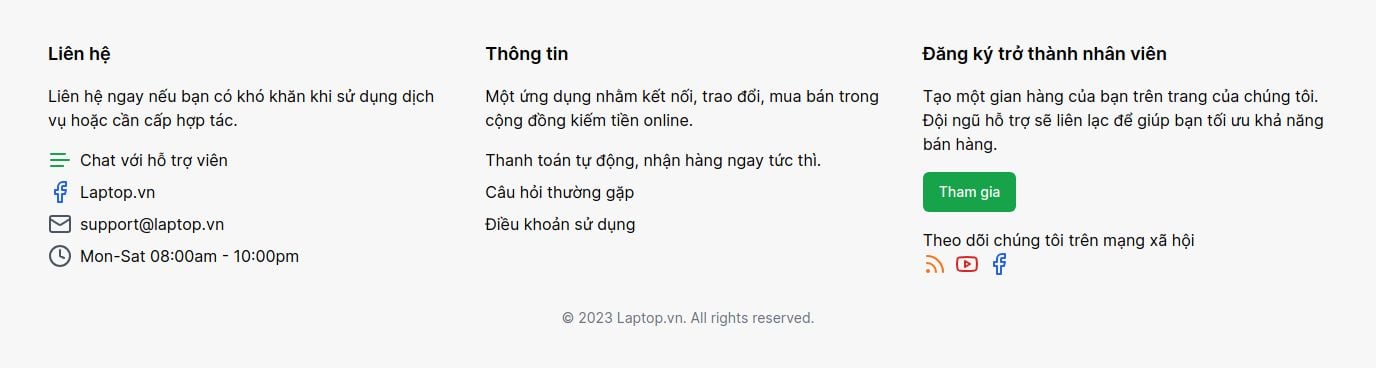 Liên hệ
Liên hệ ngay nếu bạn có khó khăn khi sử dụng dịch
vụ hoặc cần cấp hợp tác.
Chat với hỗ trợ viên
Laptop.vn
support@laptop.vn
Mon-Sat 08:00am - 10:00pm
Thông tin
Một ứng dụng nhằm kết nối, trao đổi, mua bán trong
cộng đồng kiếm tiền online.
Thanh toán tự động, nhận hàng ngay tức thì.
Câu hỏi thường gặp
Điều khoản sử dụng
Đăng ký trở thành nhân viên
Tạo một gian hàng của bạn trên trang của chúng tôi.
Đội ngũ hỗ trợ sẽ liên lạc để giúp bạn tối ưu khả năng
bán hàng.
Tham gia
Theo dõi chúng tôi trên mạng xã hội
© 2023 Laptop.vn. All rights reserved.